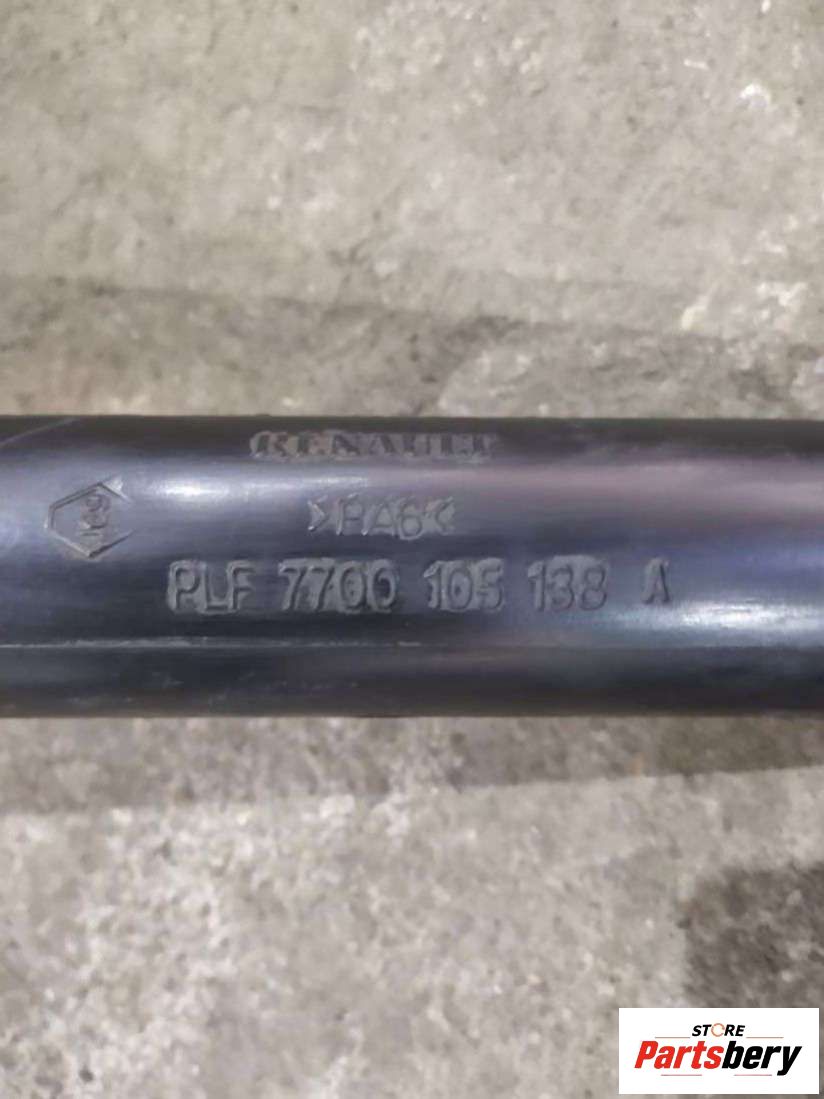 RENAULT
>PA6<
PLF 7700 105 138 A
STORE
Partsbery